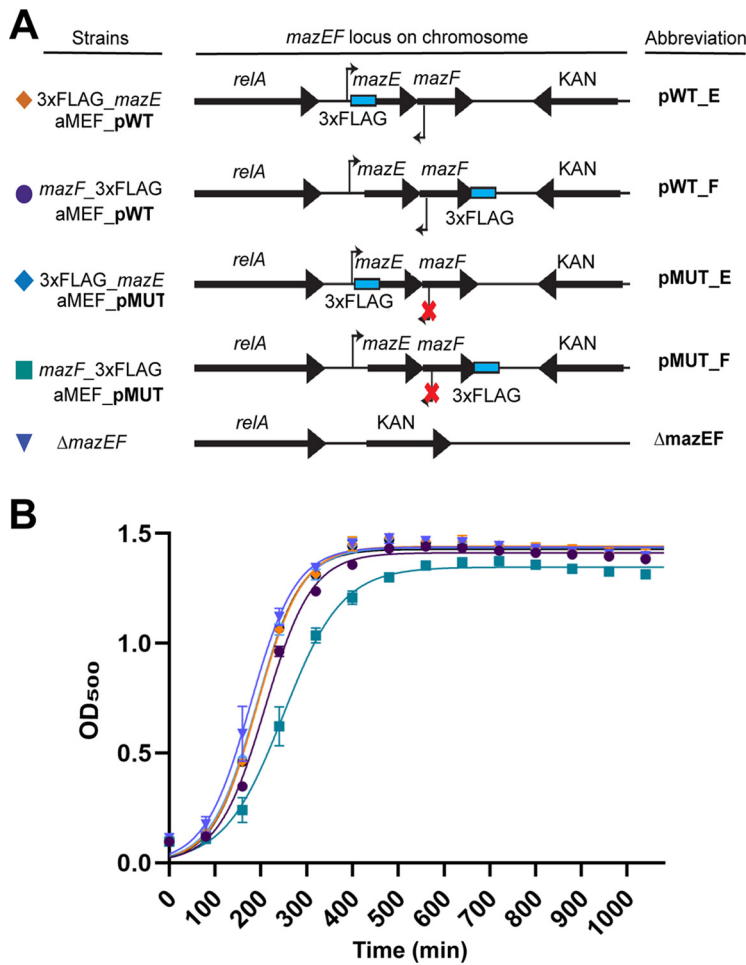 A
Strains mazEF locus on chromosome Abbreviation
relA mazE mazF KAN
3xFLAG_mazE
aMEF_pWT
3xFLAG
pWT_E
relA mazE mazF KAN
mazF_3xFLAG
aMEF_pWT
3xFLAG
pWT_F
relA mazE mazF KAN
3xFLAG_mazE
aMEF_pMUT
3xFLAG
pMUT_E
relA mazE mazF KAN
mazF_3xFLAG
aMEF_pMUT
3xFLAG
pMUT_F
relA KAN
ΔmazEF
ΔmazEF
B
1.5
1.0
0.5
0.0
OD₅₀₀
0 100 200 300 400 500 600 700 800 900 1000
Time (min)